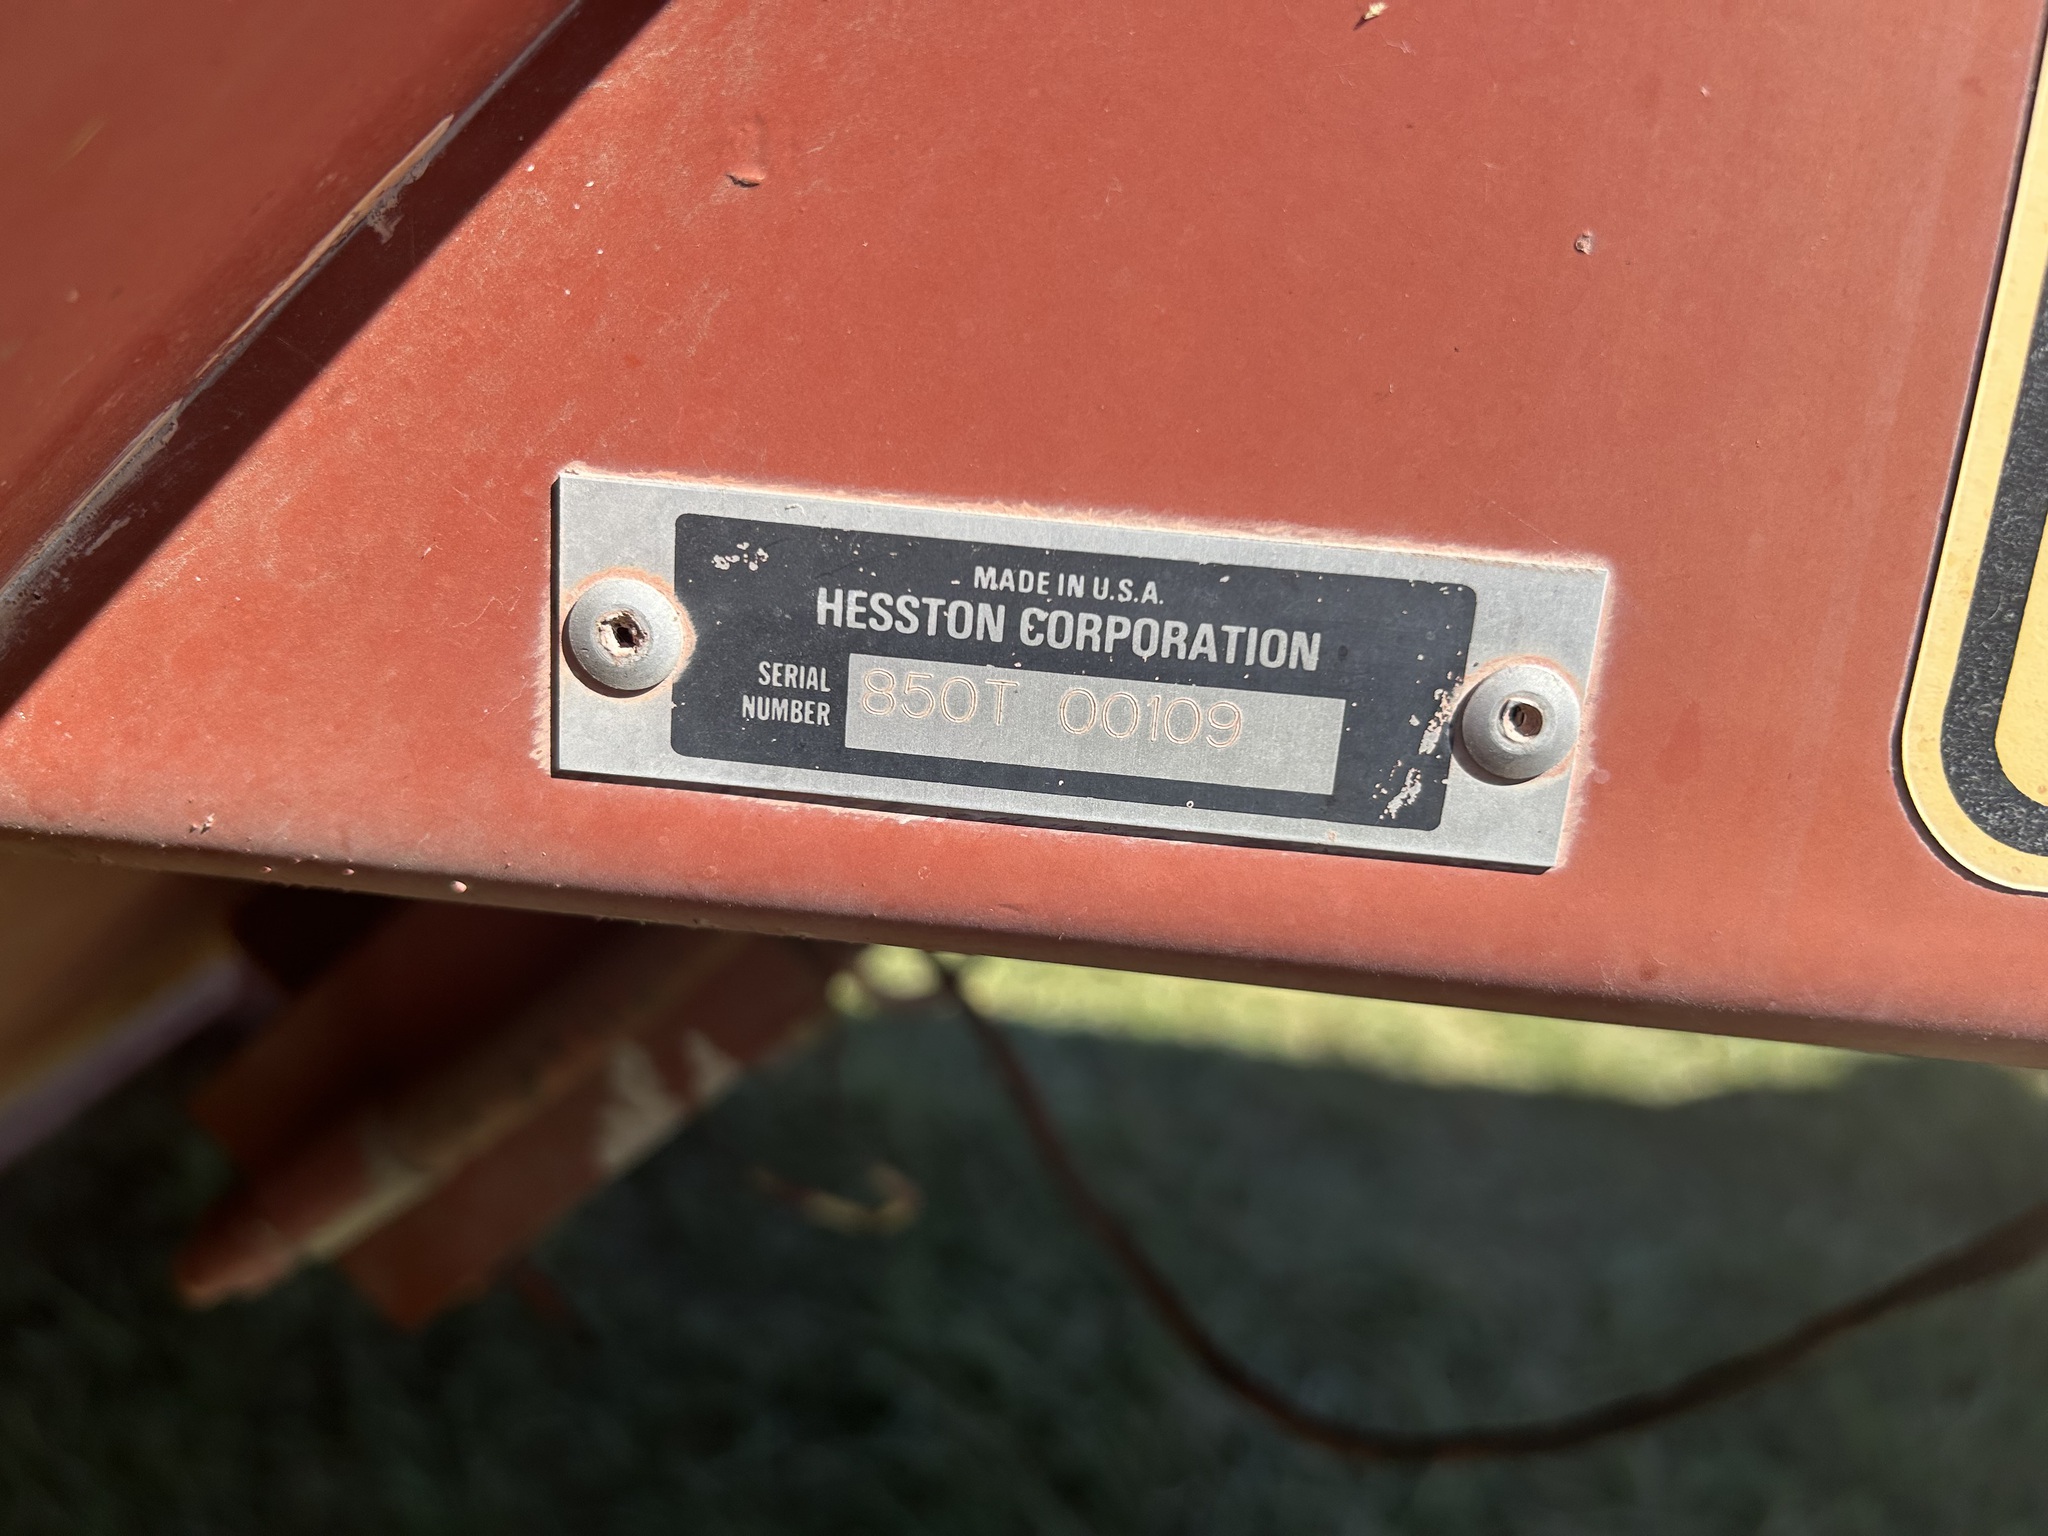 MADE IN U.S.A.
HESSTON CORPORATION
SERIAL
NUMBER
850T 00109